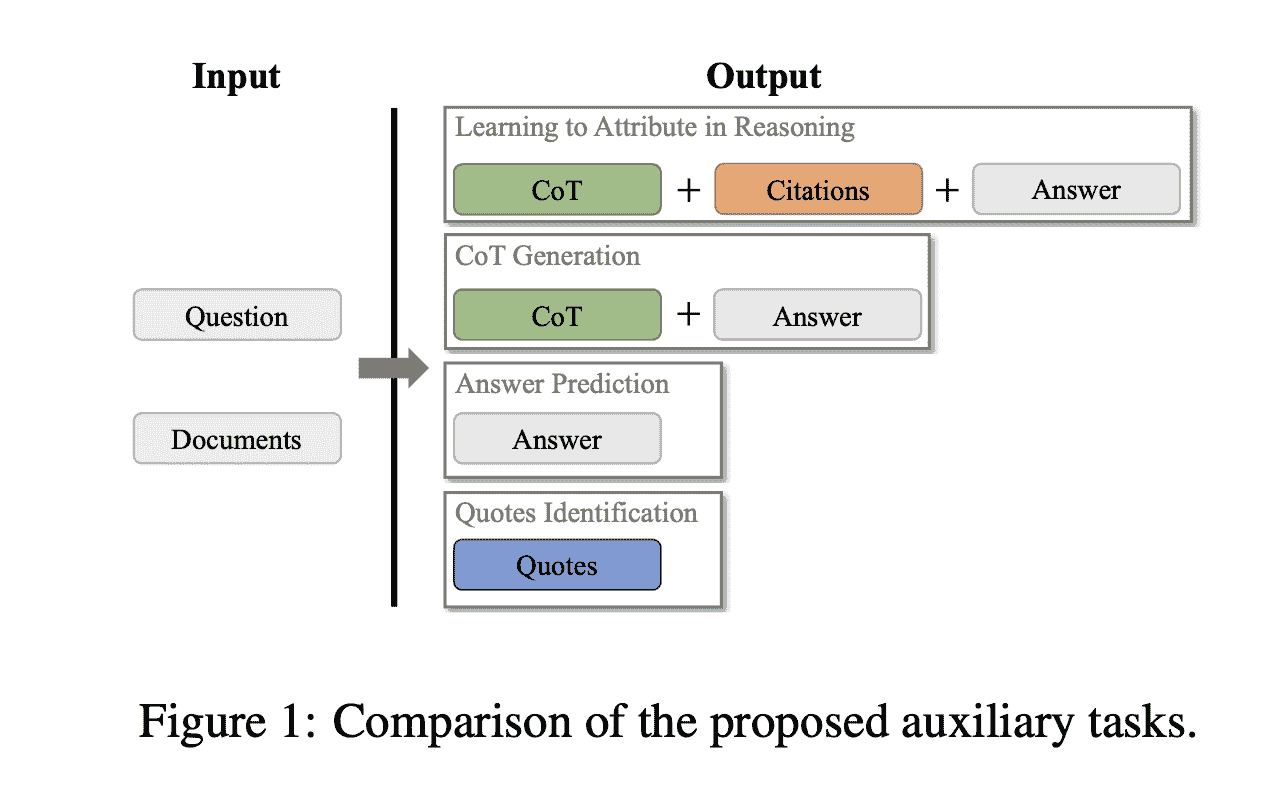 Input
Output
Learning to Attribute in Reasoning
CoT + Citations + Answer
CoT Generation
Question
CoT + Answer
Answer Prediction
Documents
Answer
Quotes Identification
Quotes
Figure 1: Comparison of the proposed auxiliary tasks.